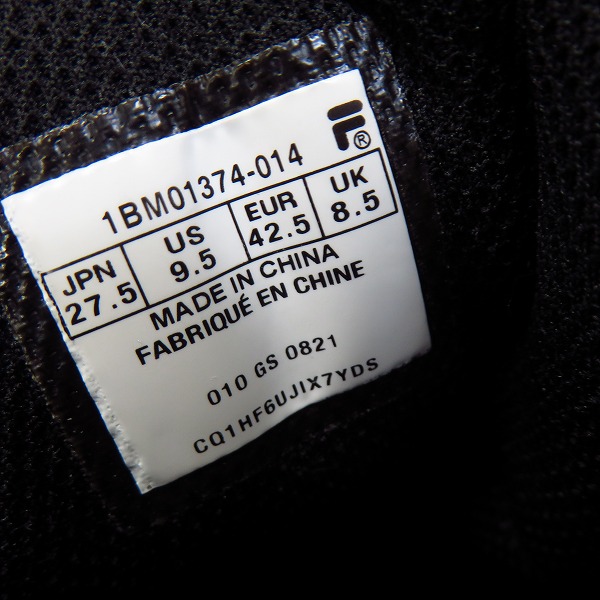 F®
1BM01374-014
JPN US EUR UK
27.5 9.5 42.5 8.5
MADE IN CHINA
FABRIQUÉ EN CHINE
010 GS 0821
CQ1HF6UJIX7YDS